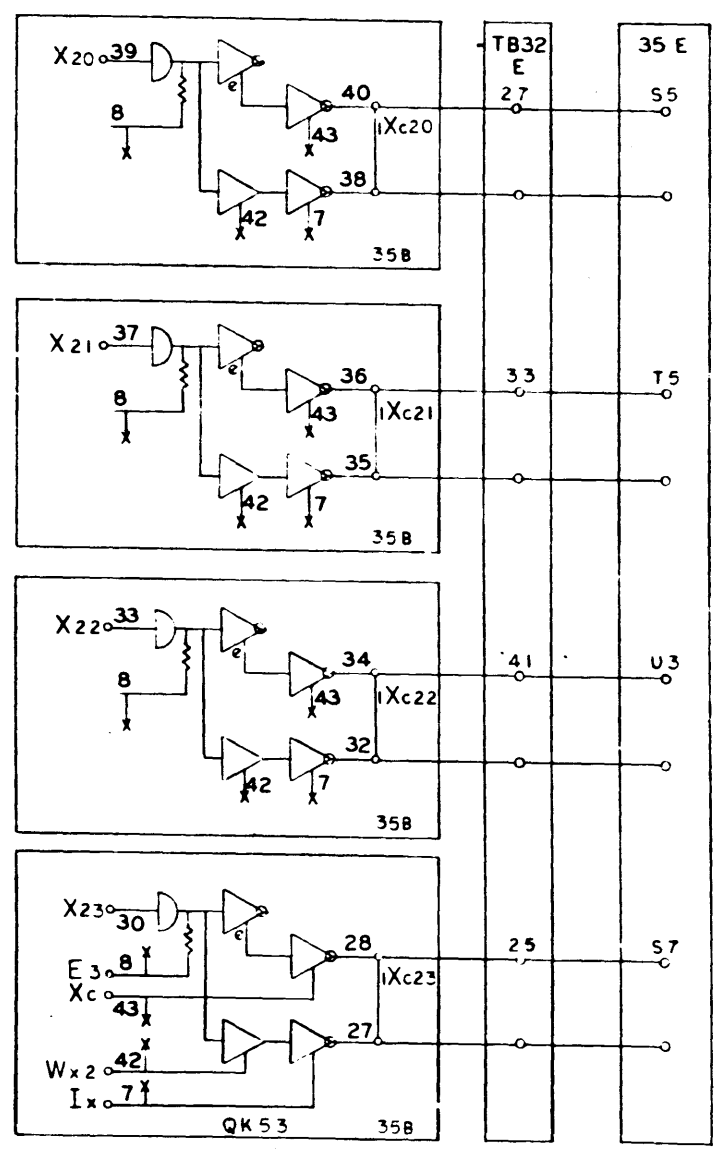 TB32
E
35 E
X20 39
e
40
27
S5
8
43
1Xc20
38
42
7
35B
X21 37
e
36
33
T5
8
43
1Xc21
35
42
7
35B
X22 33
e
34
41
U3
8
43
1Xc22
32
42
7
35B
X23
30
e
28
25
S7
E3 8
Xc
1Xc23
43
27
Wx2 42
Ix 7
QK53
35B